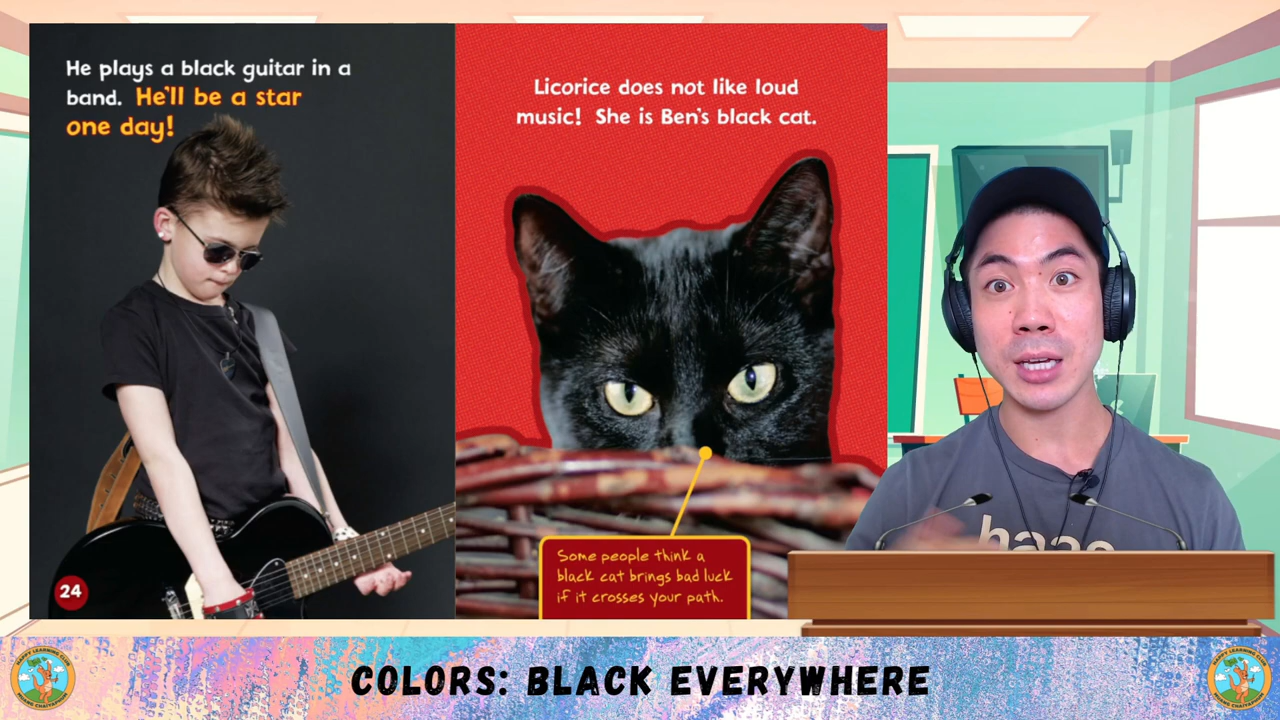 He plays a black guitar in a
band. He'll be a star
one day!
24
Licorice does not like loud
music! She is Ben's black cat.
Some people think a
black cat brings bad luck
if it crosses your path.
COLORS: BLACK EVERYWHERE